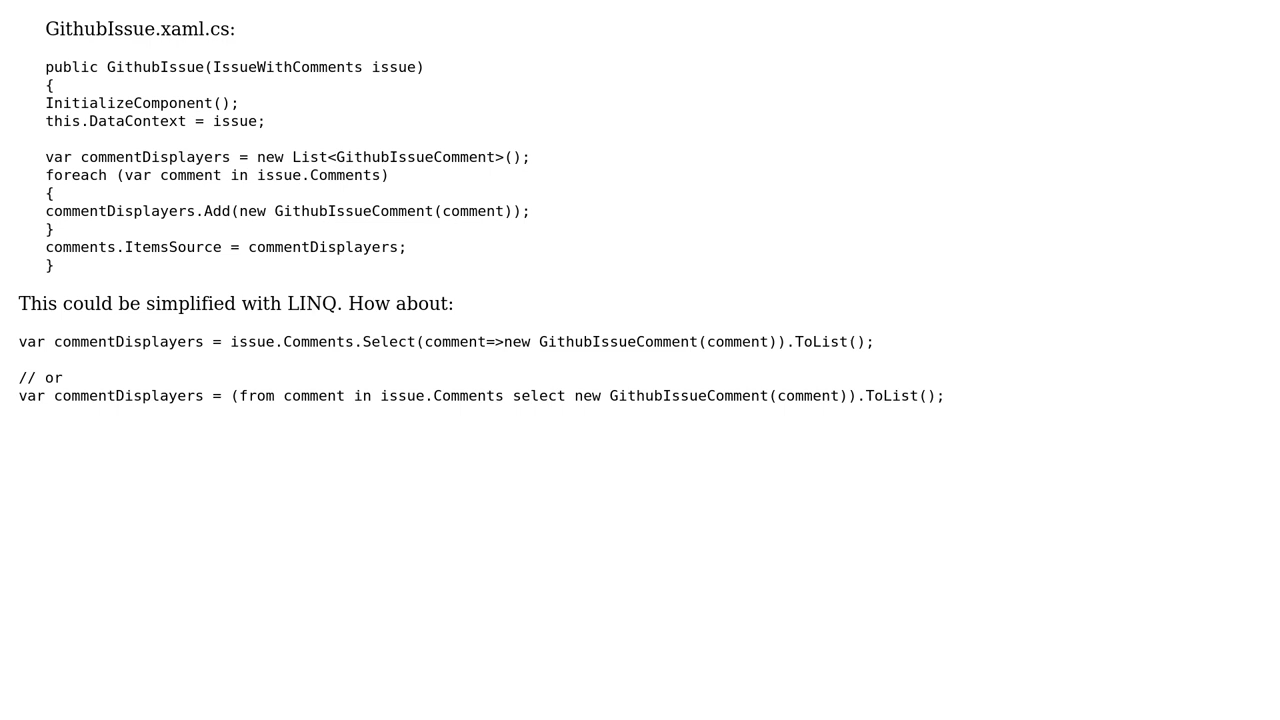 GithubIssue.xaml.cs:
public GithubIssue(IssueWithComments issue)
{
InitializeComponent();
this.DataContext = issue;
var commentDisplayers = new List<GithubIssueComment>();
foreach (var comment in issue.Comments)
{
commentDisplayers.Add(new GithubIssueComment(comment));
}
comments.ItemsSource = commentDisplayers;
}
This could be simplified with LINQ. How about:
var commentDisplayers = issue.Comments.Select(comment=>new GithubIssueComment(comment)).ToList();
// or
var commentDisplayers = (from comment in issue.Comments select new GithubIssueComment(comment)).ToList();